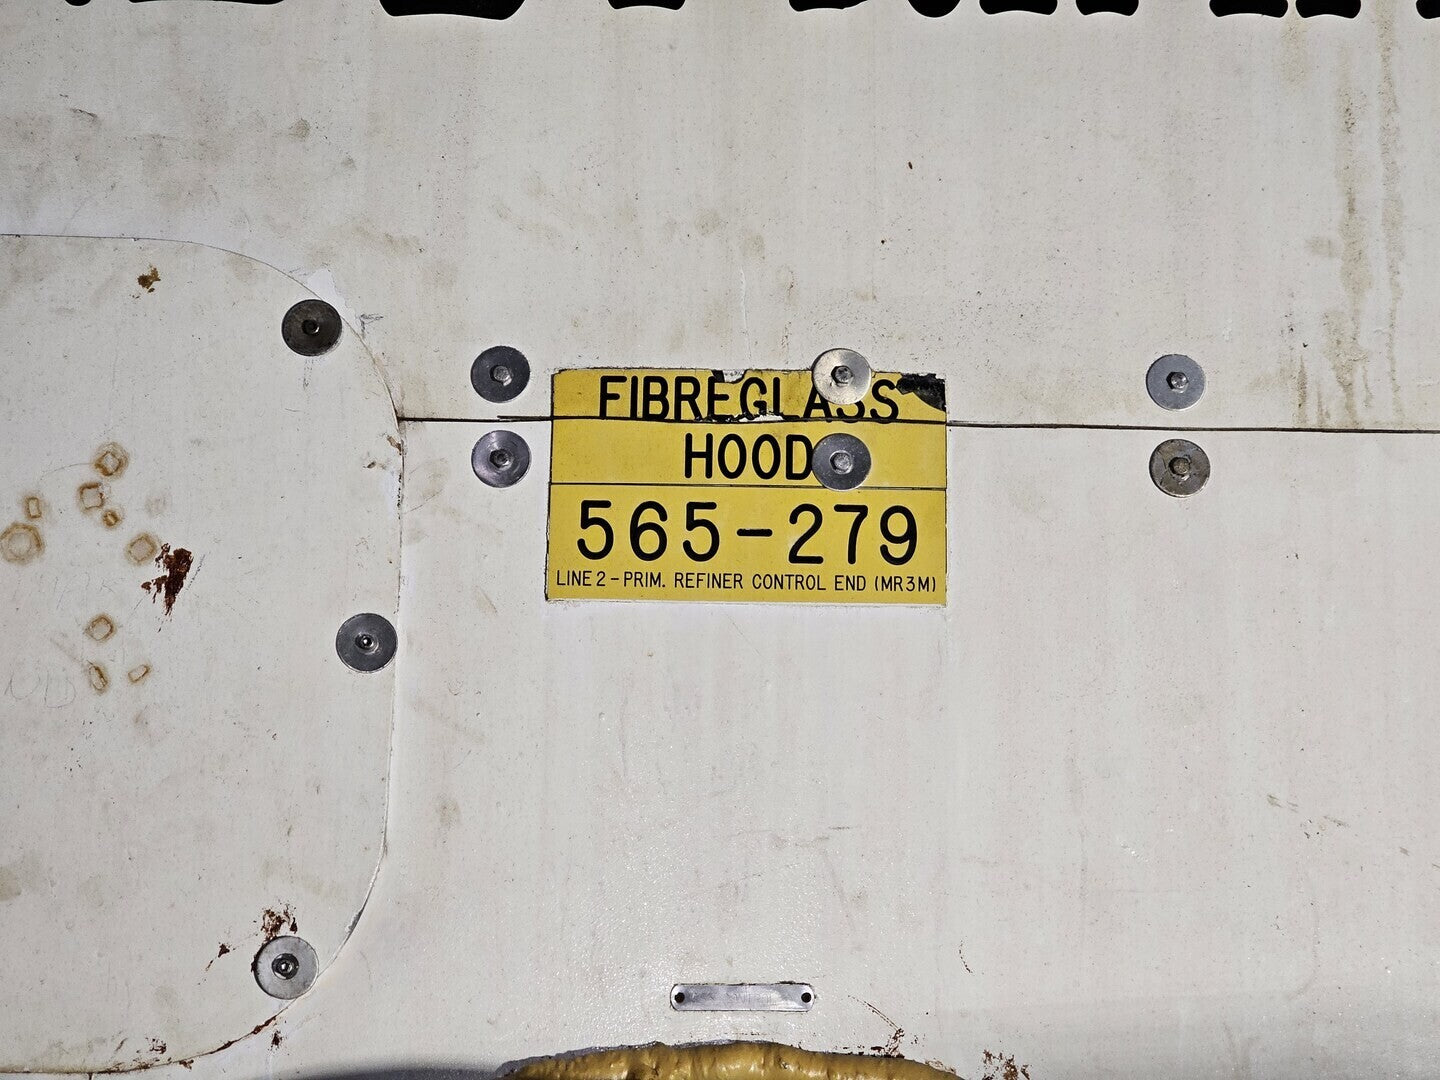 FIBREGLASS
HOOD
565-279
LINE 2 - PRIM. REFINER CONTROL END (MR3M)